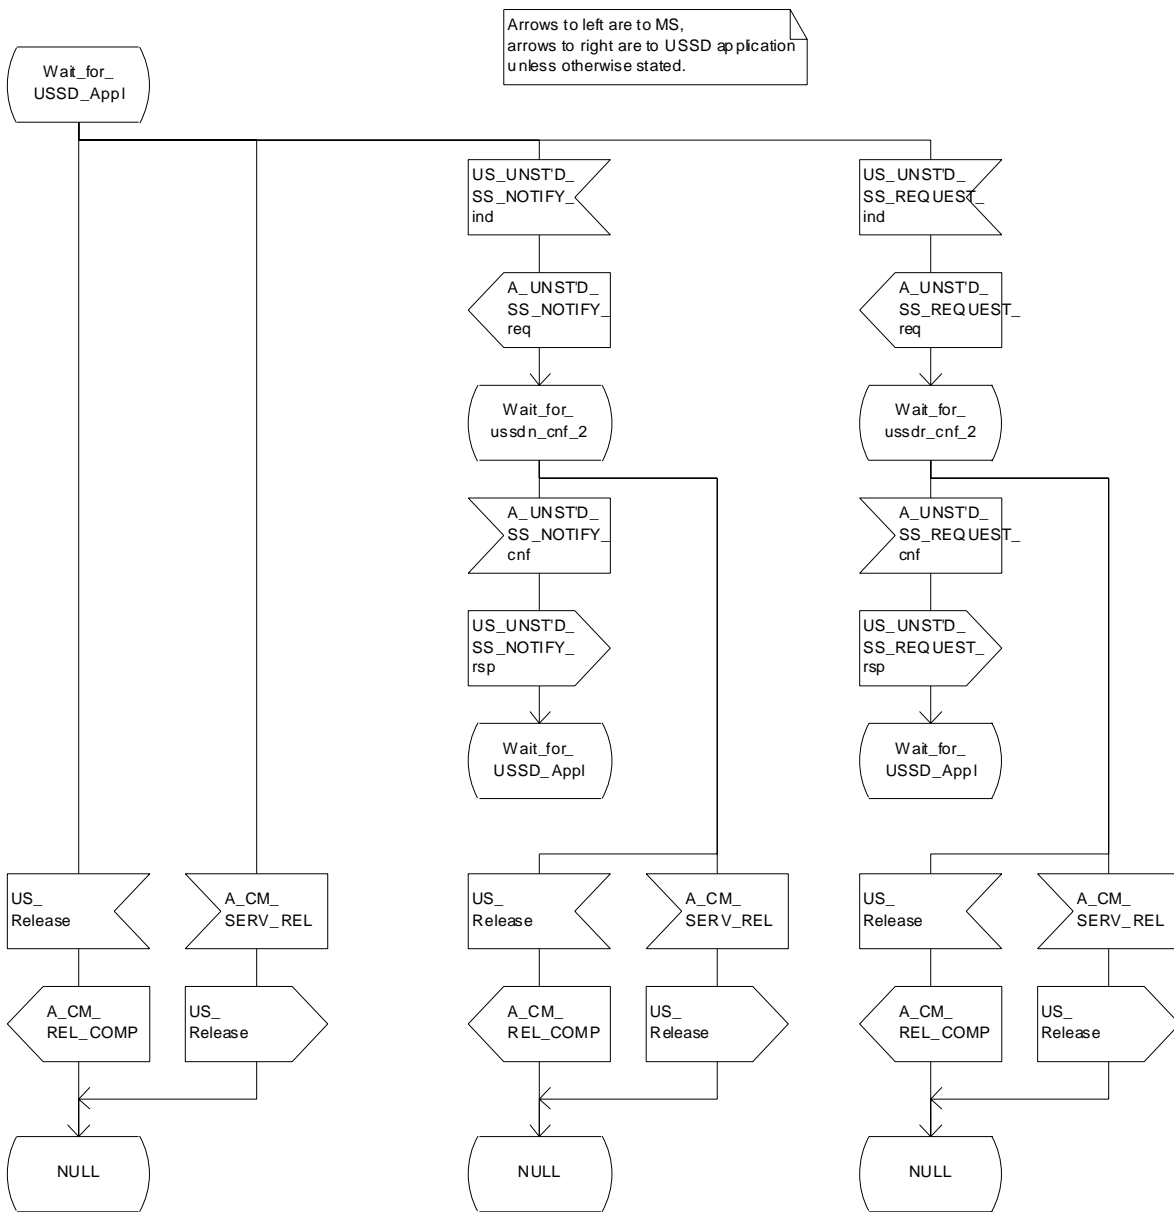 Arrows to left are to MS,
arrows to right are to USSD application
unless otherwise stated.
Wait_for_
USSD_Appl
US_UNST'D_
SS_NOTIFY_
ind
US_UNST'D_
SS_REQUEST_
ind
A_UNST'D_
SS_NOTIFY_
req
A_UNST'D_
SS_REQUEST_
req
Wait_for_
ussdn_cnf_2
Wait_for_
ussdr_cnf_2
A_UNST'D_
SS_NOTIFY_
cnf
A_UNST'D_
SS_REQUEST_
cnf
US_UNST'D_
SS_NOTIFY_
rsp
US_UNST'D_
SS_REQUEST_
rsp
Wait_for_
USSD_Appl
Wait_for_
USSD_Appl
US_
Release
A_CM_
SERV_REL
US_
Release
A_CM_
SERV_REL
US_
Release
A_CM_
SERV_REL
A_CM_
REL_COMP
US_
Release
A_CM_
REL_COMP
US_
Release
A_CM_
REL_COMP
US_
Release
NULL
NULL
NULL